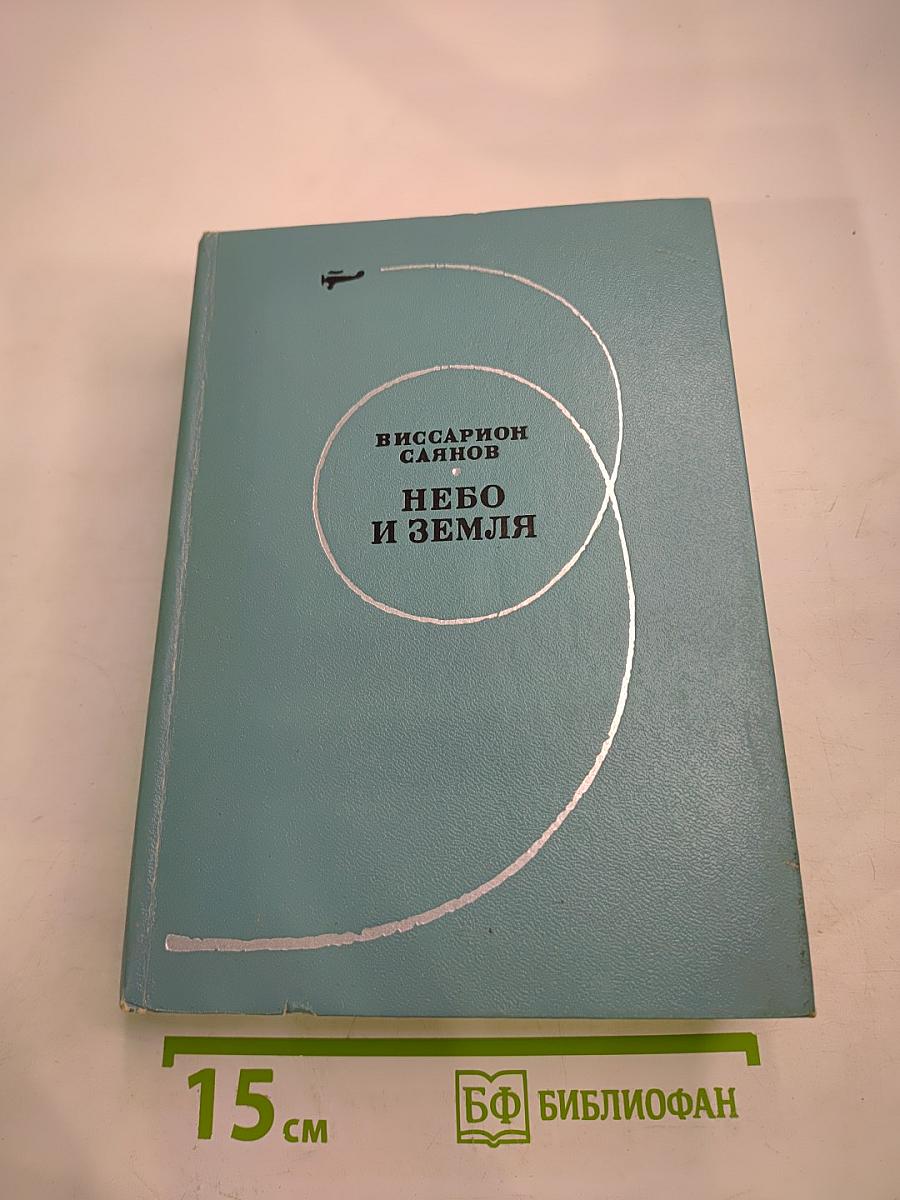 ВИССАРИОН
САЯНОВ
НЕБО
И ЗЕМЛЯ
15 см
БФ БИБЛИОФАН